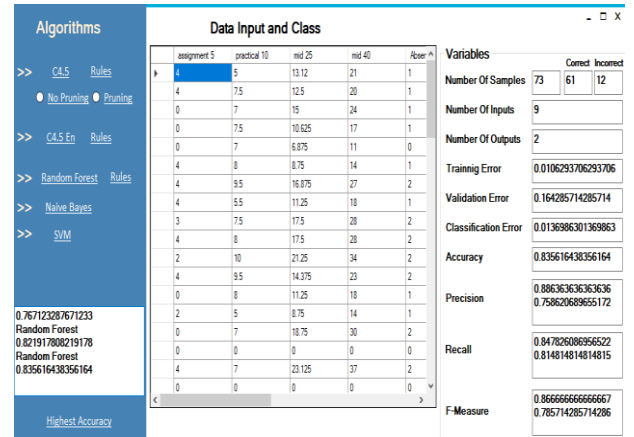 Algorithms
>> C4.5 Rules
No Pruning Pruning
>> C4.5 En Rules
>> Random Forest Rules
>> Naive Bayes
>> SVM
0.767123287671233
Random Forest
0.821917808219178
Random Forest
0.835616438356164
Highest Accuracy
Data Input and Class
assignment 5 practical 10 mid 25 mid 40 Abser
4 5 13.12 21 1
4 7.5 12.5 20 1
0 7 15 24 1
0 7.5 10.625 17 1
0 7 6.875 11 0
4 8 8.75 14 1
4 9.5 16.875 27 2
4 5.5 11.25 18 1
3 7.5 17.5 28 2
4 8 17.5 28 2
2 10 21.25 34 2
4 9.5 14.375 23 2
0 8 11.25 18 1
2 5 8.75 14 1
0 7 18.75 30 2
0 0 0 0 0
4 7 23.125 37 2
0 0 0 0 0
X
Variables
Correct Incorrect
Number Of Samples 73 61 12
Number Of Inputs 9
Number Of Outputs 2
Trainnig Error 0.0106293706293706
Validation Error 0.164285714285714
Classification Error 0.0136986301369863
Accuracy 0.835616438356164
Precision 0.886363636363636
0.758620689655172
Recall 0.847826086956522
0.814814814814815
F-Measure 0.866666666666667
0.785714285714286